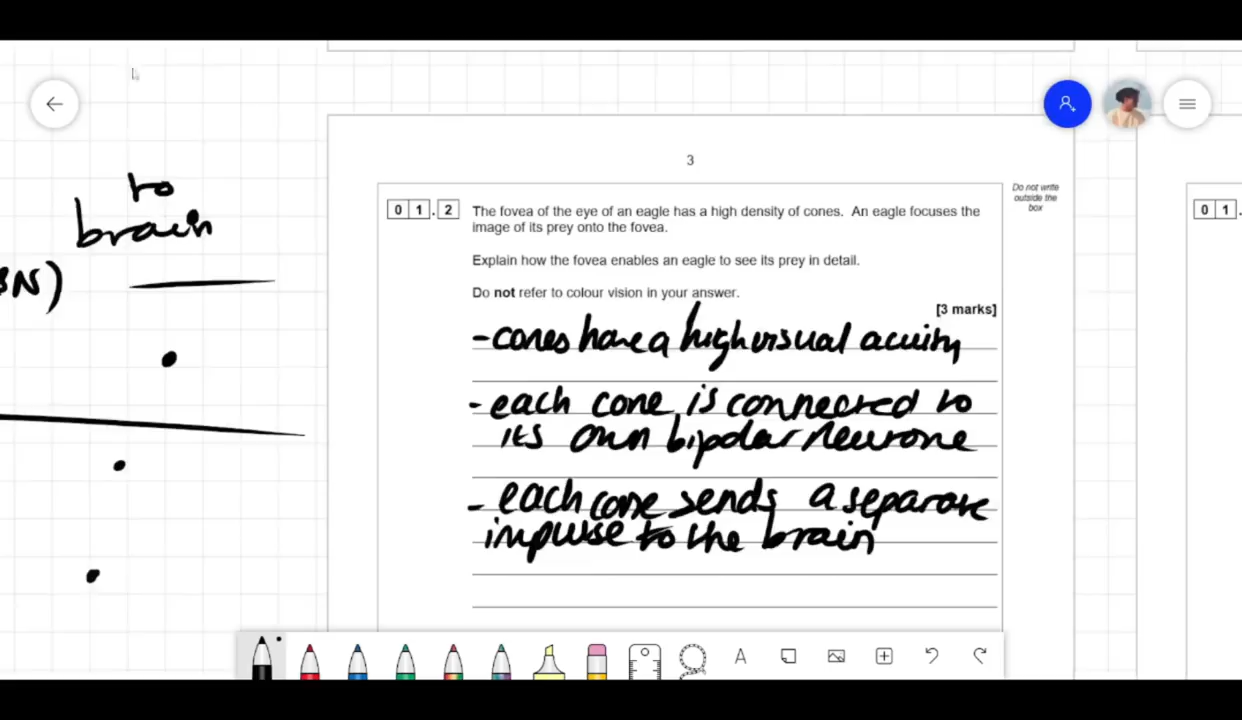 to
brain
BN)
3
Do not write
outside the
box
0 1 . 2 The fovea of the eye of an eagle has a high density of cones. An eagle focuses the
image of its prey onto the fovea.
Explain how the fovea enables an eagle to see its prey in detail.
Do not refer to colour vision in your answer.
[3 marks]
- cones have a high visual acuity
- each cone is connected to
its own bipolar neurone
- each cone sends a separate
impulse to the brain
0 1 .
A